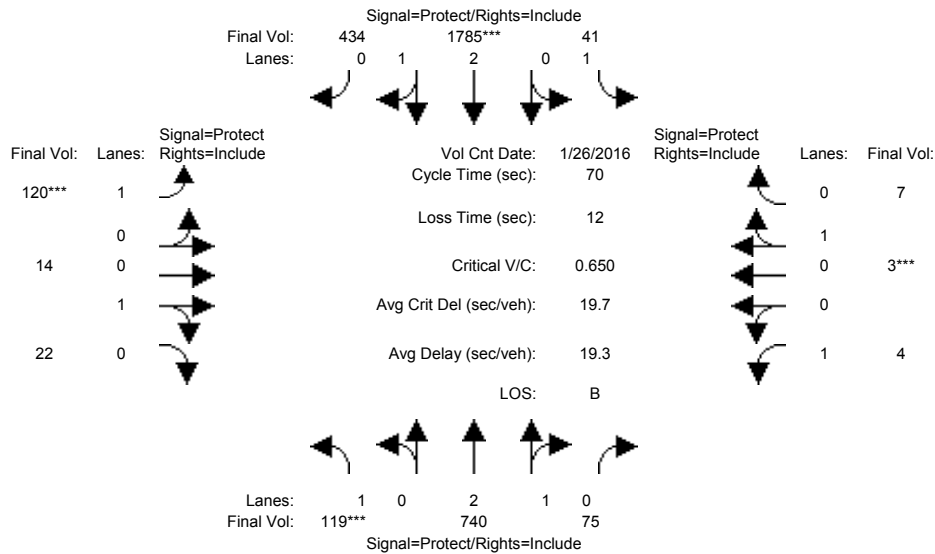 Signal=Protect/Rights=Include
Final Vol: 434 1785*** 41
Lanes: 0 1 2 0 1
Signal=Protect Signal=Protect
Final Vol: Lanes: Rights=Include Vol Cnt Date: 1/26/2016 Rights=Include Lanes: Final Vol:
Cycle Time (sec): 70
120*** 1 0 7
Loss Time (sec): 12
0 1
14 0 Critical V/C: 0.650 0 3***
1 Avg Crit Del (sec/veh): 19.7 0
22 0 Avg Delay (sec/veh): 19.3 1 4
LOS: B
Lanes: 1 0 2 1 0
Final Vol: 119*** 740 75
Signal=Protect/Rights=Include